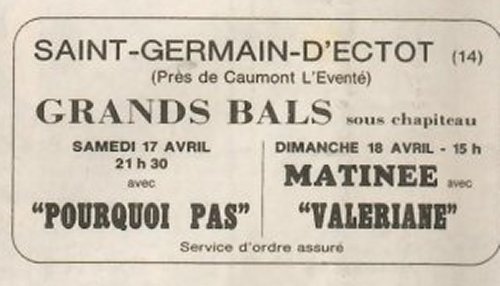 SAINT-GERMAIN-D'ECTOT (14)
(Près de Caumont L'Eventé)
GRANDS BALS sous chapiteau
SAMEDI 17 AVRIL
21 h 30
avec
"POURQUOI PAS"
DIMANCHE 18 AVRIL - 15 h
MATINEE avec
"VALERIANE"
Service d'ordre assuré